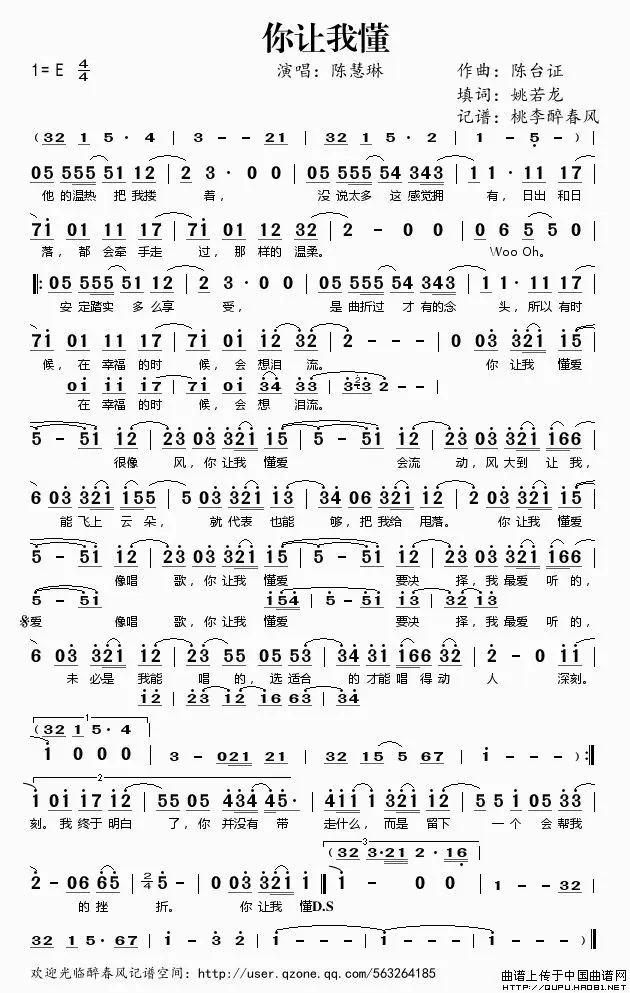 你让我懂
1=E 4/4
演唱：陈慧琳
作曲：陈台证
填词：姚若龙
记谱：桃李醉春风
(32 1 5· 4 | 3 - - - | 2 - 21 23 | 32 1 5 5· 2 | 1 - 5 - )
05 555 51 12 | 2 3 · 0 0 | 05 555 54 343 | 1 1 · 11 17
他 的温热 把 我搂 着， 没 说太多 这 感觉拥 有，日出 和日
71 01 11 17 | 71 01 12 32 | 2 - 0 0 | 0 6 5 5 0
落，都 会牵 手走 过，那 样的 温柔。 Woo Oh。
‖: 05 555 51 12 | 2 3 · 0 0 | 05 555 54 343 | 1 1 · 11 17
安 定踏实 多 么享 受， 是 曲折过 才 有的念 头，所以 有时
71 01 11 17 | 71 01 12 32 | 2 - - - | 0 03 321 15
候，在 幸福 的时 候，会 想泪 流。 你 让我 懂爱
01 11 17 | 71 01 34 33 | 323 2 - -
在 幸福 的时 候，会 想 泪流。
5 - 51 12 | 23 03 321 15 | 5 - 51 12 | 23 03 321 166
很像 风，你 让我 懂爱 会流 动，风 大到 让 我，
6 03 321 155 | 5 03 321 13 | 34 06 36 12 | 2 03 321 15
能 飞上 云 朵， 就 代表 也能 够，把 我给 甩落。 你 让我 懂爱
5 - 51 12 | 23 03 321 15 | 5 - 51 12 | 23 03 321 166
像唱 歌，你 让我 懂爱 要决 择，我 最爱 听 的，
5 - 51 154 | 5 - 51 13 | 32 13
𝄋爱 像唱 歌，你 让我 懂爱 要决 择，我 最爱 听 的，
6 03 321 12 | 23 55 05 53 | 34 31 166 32 | 2 - 0 11
未 必是 我能 唱 的，选 适合 的 才能 唱 得动 人 深刻。
12 | 23 12 16 63 | 34
1
(32 1 5· 4
1 0 0 0 | 3 - 021 21 | 32 15 5 67 | 1 - - - ) :‖
2
1 01 17 12 | 55 05 434 45· | 411 1 321 12 | 5 5 1 05 33
刻。我 终于 明白 了，你 并没有 带 走什么，而是 留下 一 个 会 帮我
3
(32 3·21 2 · 16
2 - 06 65 | 2/4 5 - | 0 03 321 1 ‖ 1 - 0 0 | 1 - - 32
的 挫 折。 你 让我 懂D.S
32 1 5· 67 | 1 - 3 2 | 1 - - - | 1 - - - )
欢迎光临醉春风记谱空间：http://user.qzone.qq.com/563264185
曲谱上传于中国曲谱网
HTTP://QUPU.HAO81.NET